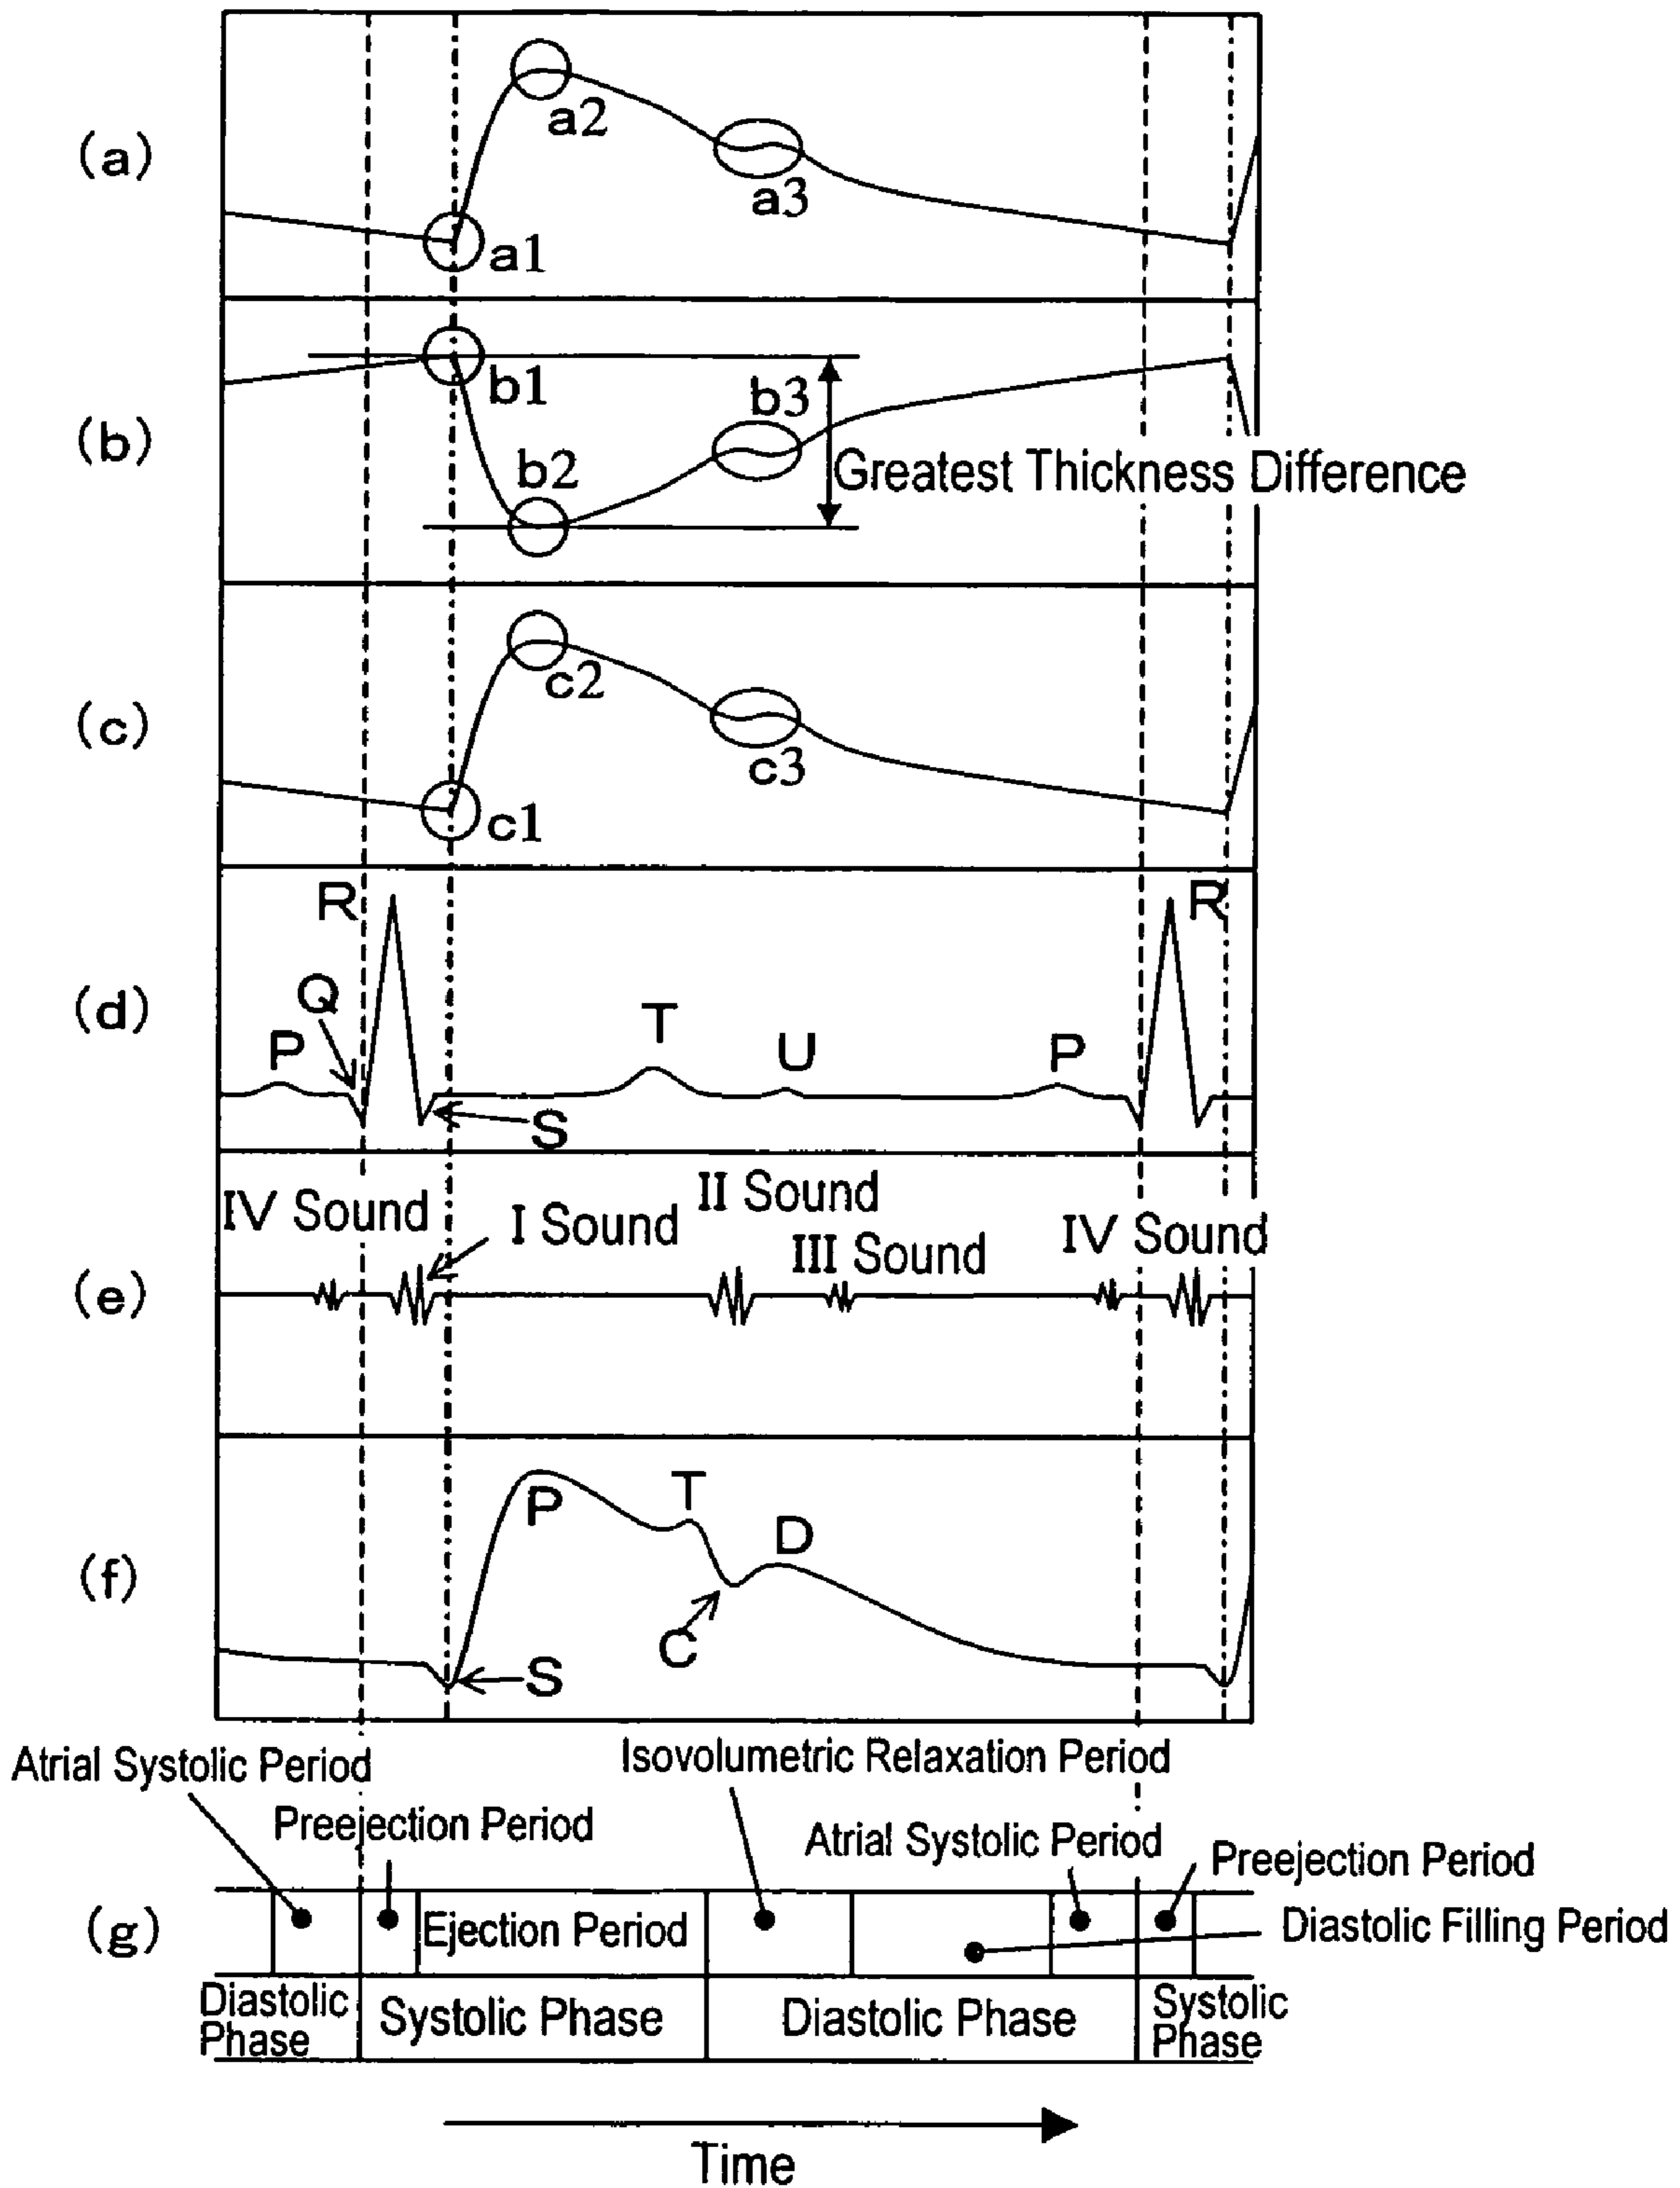 (a)
a2
a3
a1
(b)
b1
b3
b2
Greatest Thickness Difference
(c)
c2
c3
c1
(d)
R
R
Q
P
T
U
P
S
(e)
IV Sound
I Sound
II Sound
III Sound
IV Sound
(f)
P
T
D
C
S
Atrial Systolic Period
Isovolumetric Relaxation Period
Preejection Period
Atrial Systolic Period
Preejection Period
(g)
Ejection Period
Diastolic Filling Period
Diastolic
Phase
Systolic Phase
Diastolic Phase
Systolic
Phase
Time